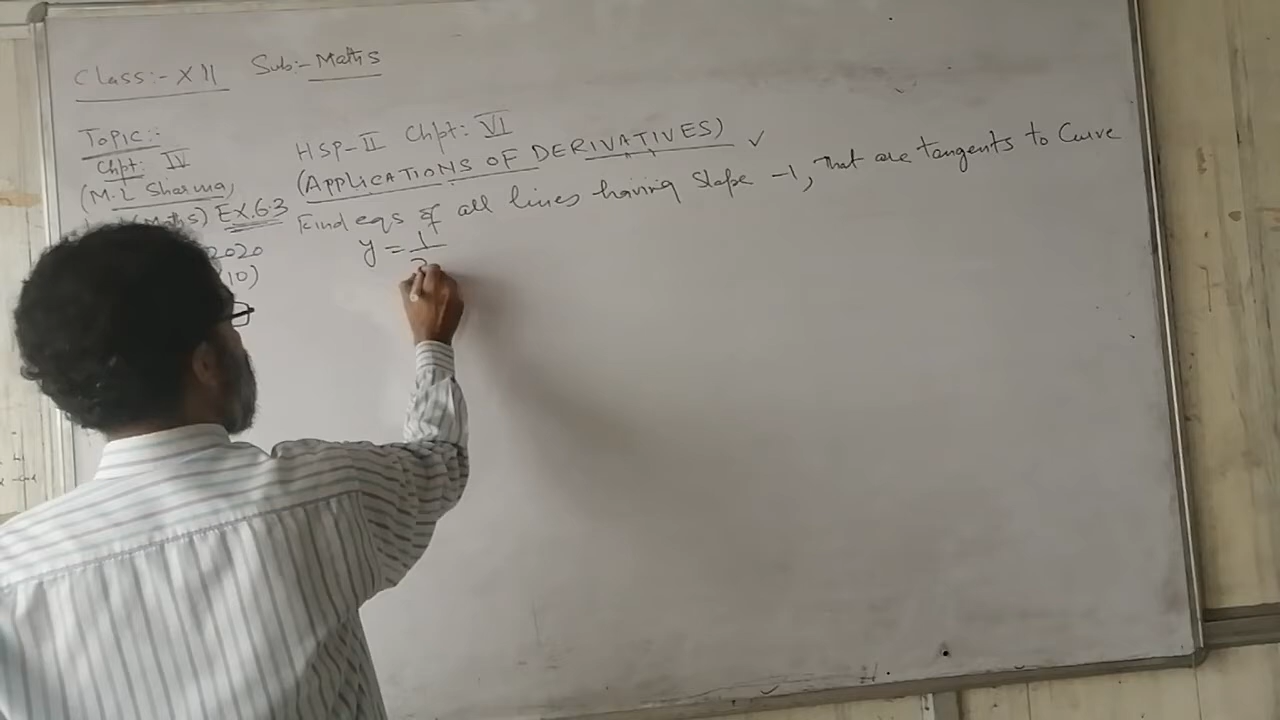 Class:- XII Sub:- Maths
Topic:-
Chpt: IV
(M.L Sharma,
(Maths) EX.6.3
2020
10)
HSP-II Chpt: VI
(APPLICATIONS OF DERIVATIVES) ✓
Find eqs of all lines having Slope -1, that are tangents to Curve
y = 1